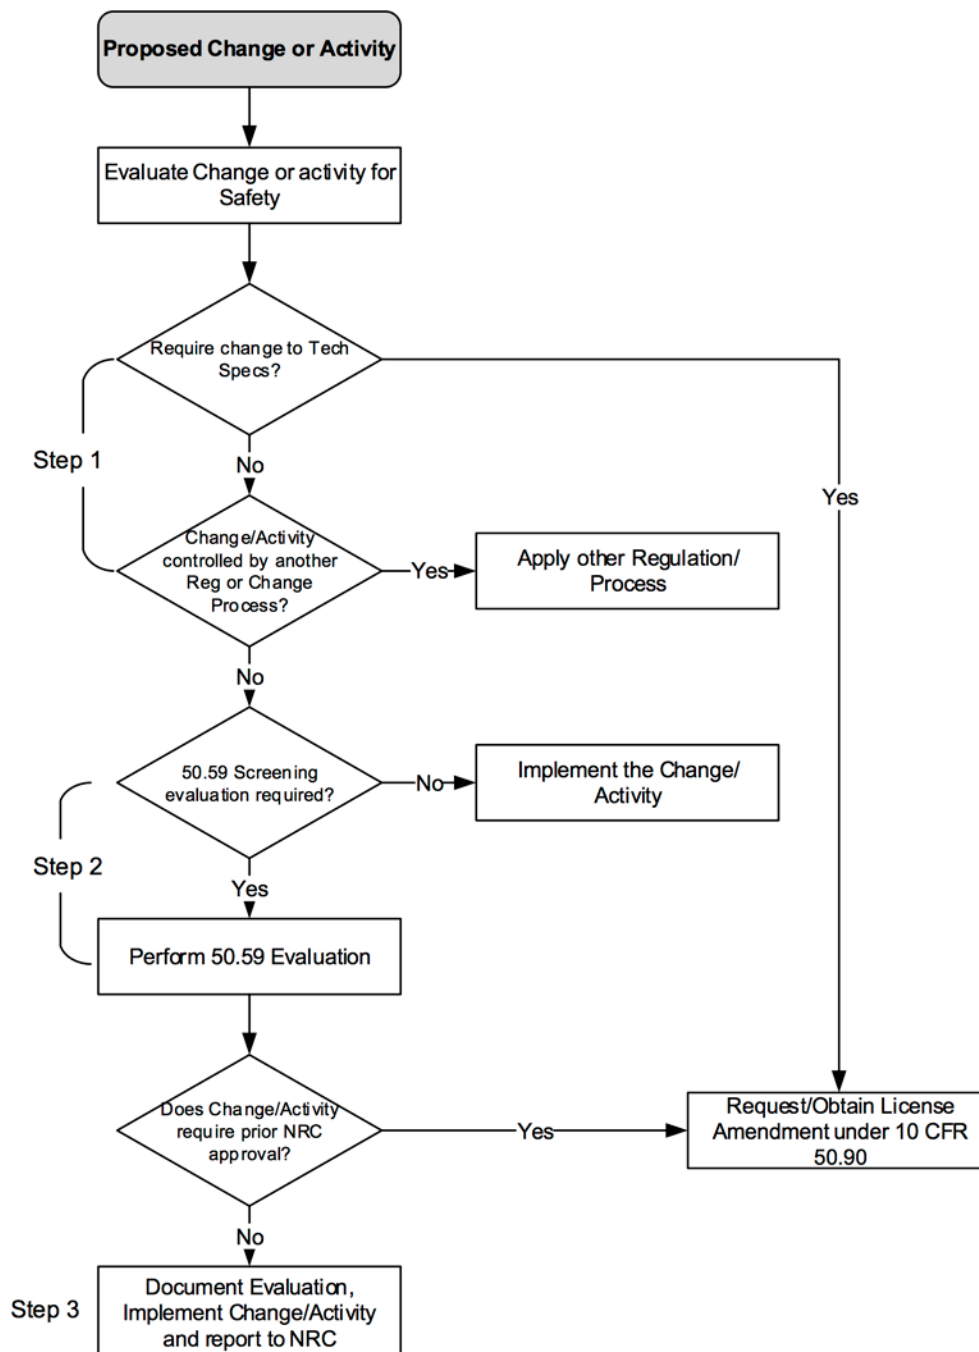 Proposed Change or Activity
Evaluate Change or activity for
Safety
Require change to Tech
Specs?
Step 1
No
Yes
Change/Activity
controlled by another
Reg or Change
Process?
Yes
Apply other Regulation/
Process
No
50.59 Screening
evaluation required?
No
Implement the Change/
Activity
Step 2
Yes
Perform 50.59 Evaluation
Does Change/Activity
require prior NRC
approval?
Yes
Request/Obtain License
Amendment under 10 CFR
50.90
No
Step 3
Document Evaluation,
Implement Change/Activity
and report to NRC